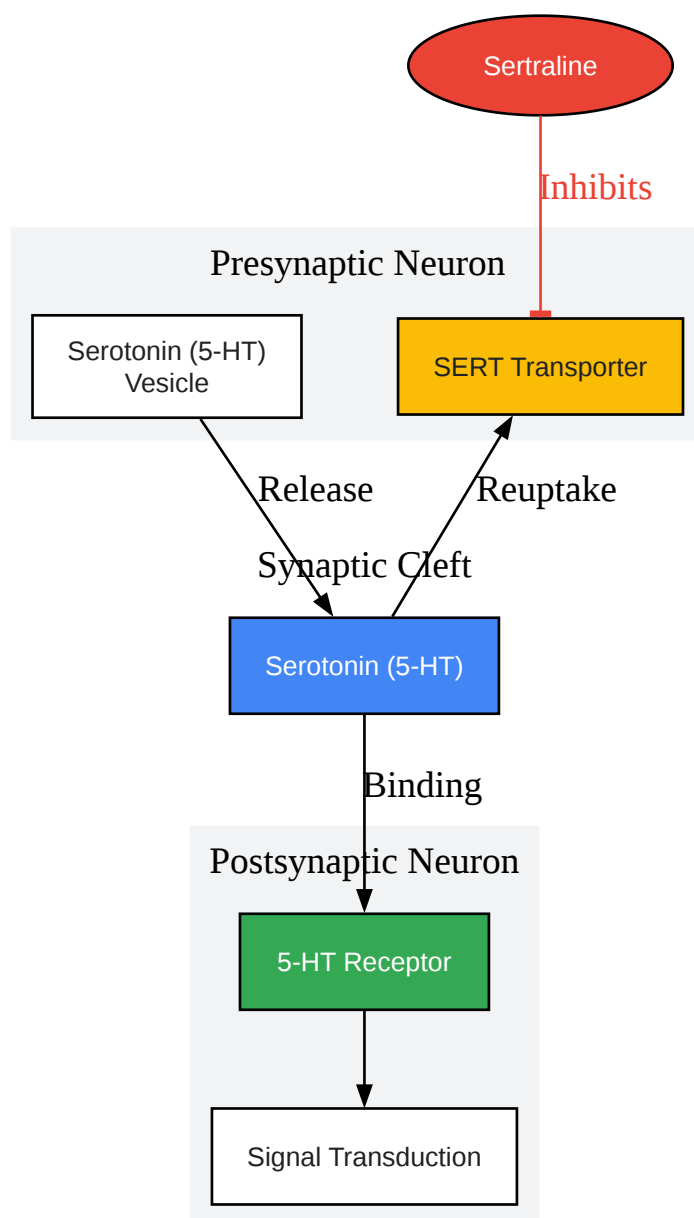 Sertraline
Inhibits
Presynaptic Neuron
Serotonin (5-HT)
Vesicle
SERT Transporter
Release
Reuptake
Synaptic Cleft
Serotonin (5-HT)
Binding
Postsynaptic Neuron
5-HT Receptor
Signal Transduction